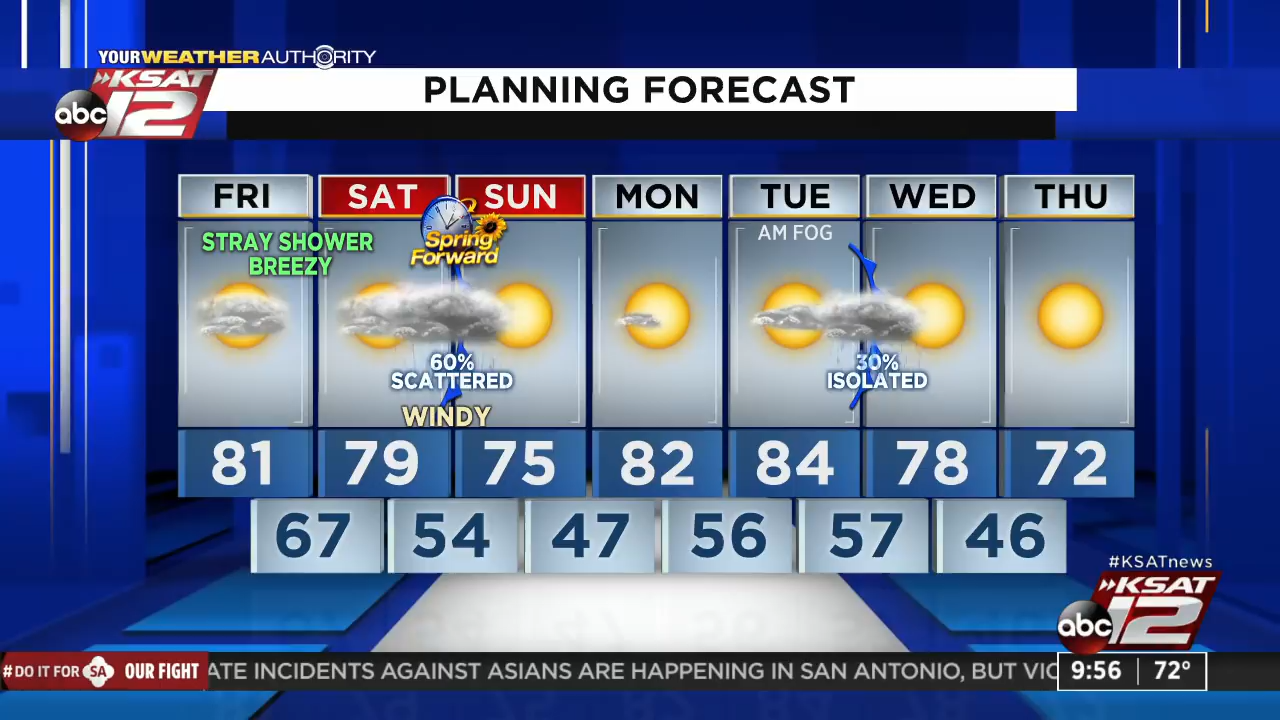 YOUR WEATHER AUTHORITY
KSAT
abc 12
PLANNING FORECAST
FRI SAT SUN MON TUE WED THU
STRAY SHOWER
BREEZY
Spring
Forward
AM FOG
60%
SCATTERED
WINDY
30%
ISOLATED
81 79 75 82 84 78 72
67 54 47 56 57 46
#KSATnews
KSAT
abc 12
#DO IT FOR SA OUR FIGHT ATE INCIDENTS AGAINST ASIANS ARE HAPPENING IN SAN ANTONIO, BUT VIC
9:56 72°